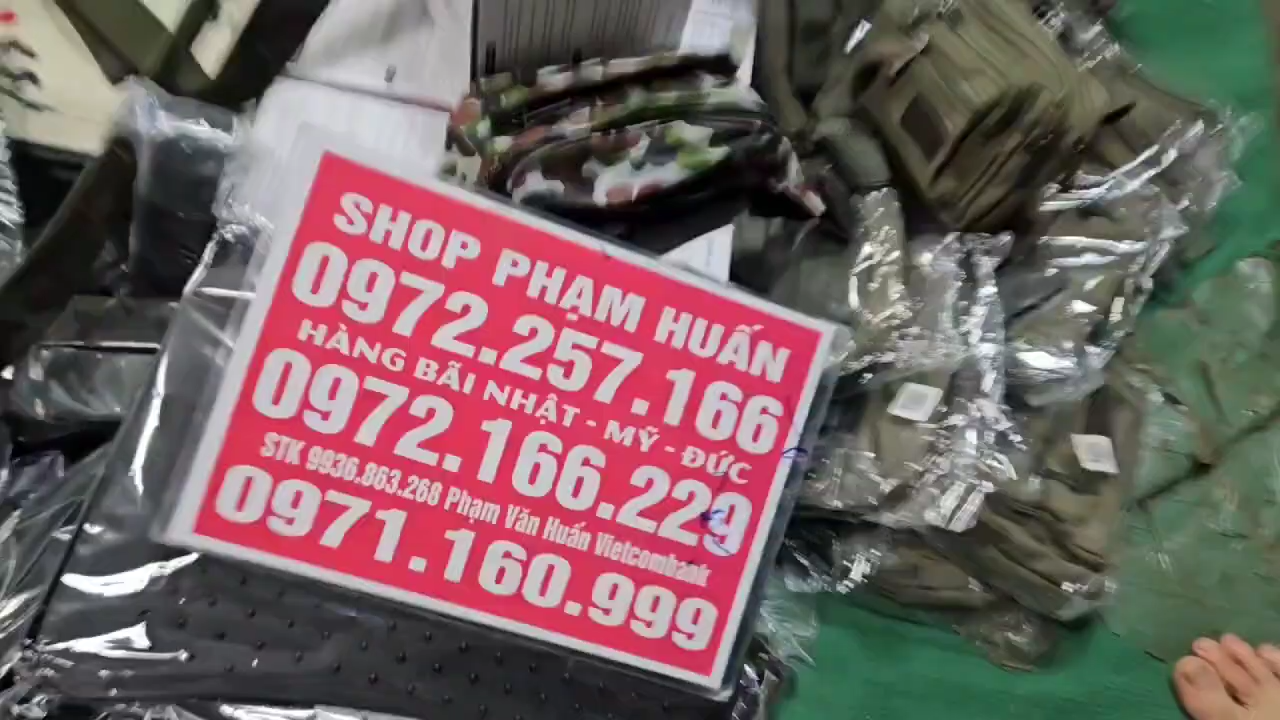 SHOP PHẠM HUẤN
0972.257.166
HÀNG BÃI NHẬT - MỸ - ĐỨC
0972.166.229
STK 9936.863.268 Phạm Văn Huấn Vietcombank
0971.160.999